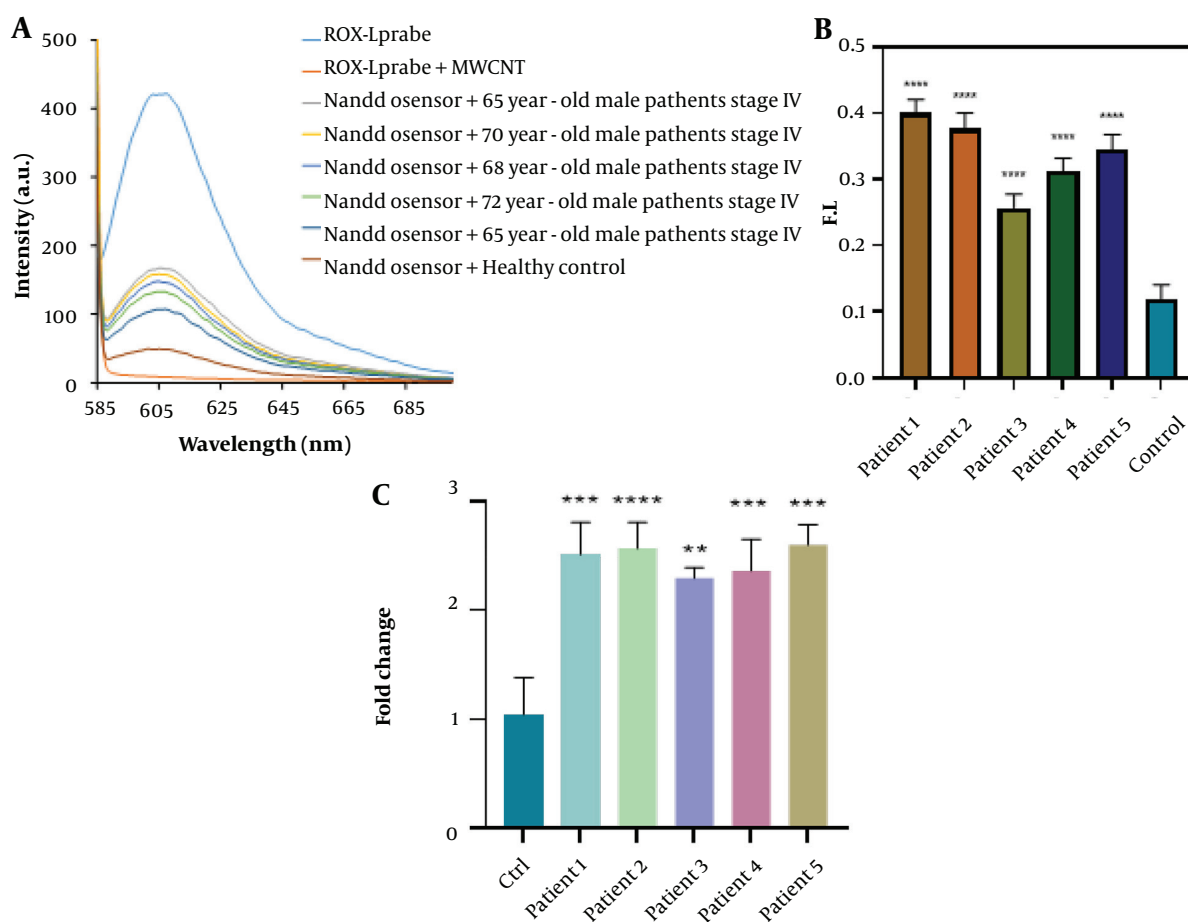 A
500
400
300
200
100
0
585
605
625
645
665
685
Intensity (a.u.)
Wavelength (nm)
ROX-Lprabe
ROX-Lprabe + MWCNT
Nandd osensor + 65 year - old male pathents stage IV
Nandd osensor + 70 year - old male pathents stage IV
Nandd osensor + 68 year - old male pathents stage IV
Nandd osensor + 72 year - old male pathents stage IV
Nandd osensor + 65 year - old male pathents stage IV
Nandd osensor + Healthy control
B
0.5
0.4
0.3
0.2
0.1
0.0
F.I.
****
****
****
****
****
Patient 1
Patient 2
Patient 3
Patient 4
Patient 5
Control
C
3
2
1
0
Fold change
***
****
**
***
***
Ctrl
Patient 1
Patient 2
Patient 3
Patient 4
Patient 5